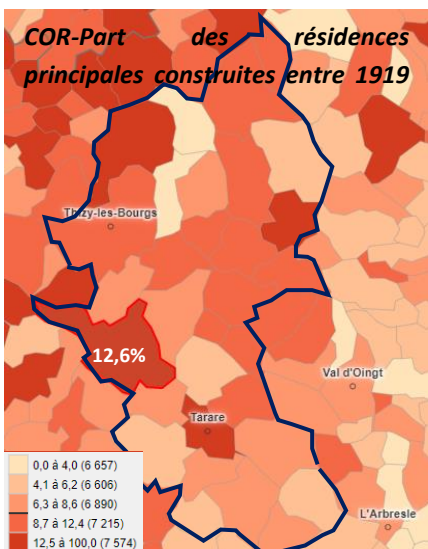 COR-Part des résidences
principales construites entre 1919
Thizy-les-Bourgs
12,6%
Val d'Oingt
Tarare
L'Arbresle
0,0 à 4,0 (6 657)
4,1 à 6,2 (6 606)
6,3 à 8,6 (6 890)
8,7 à 12,4 (7 215)
12,5 à 100,0 (7 574)